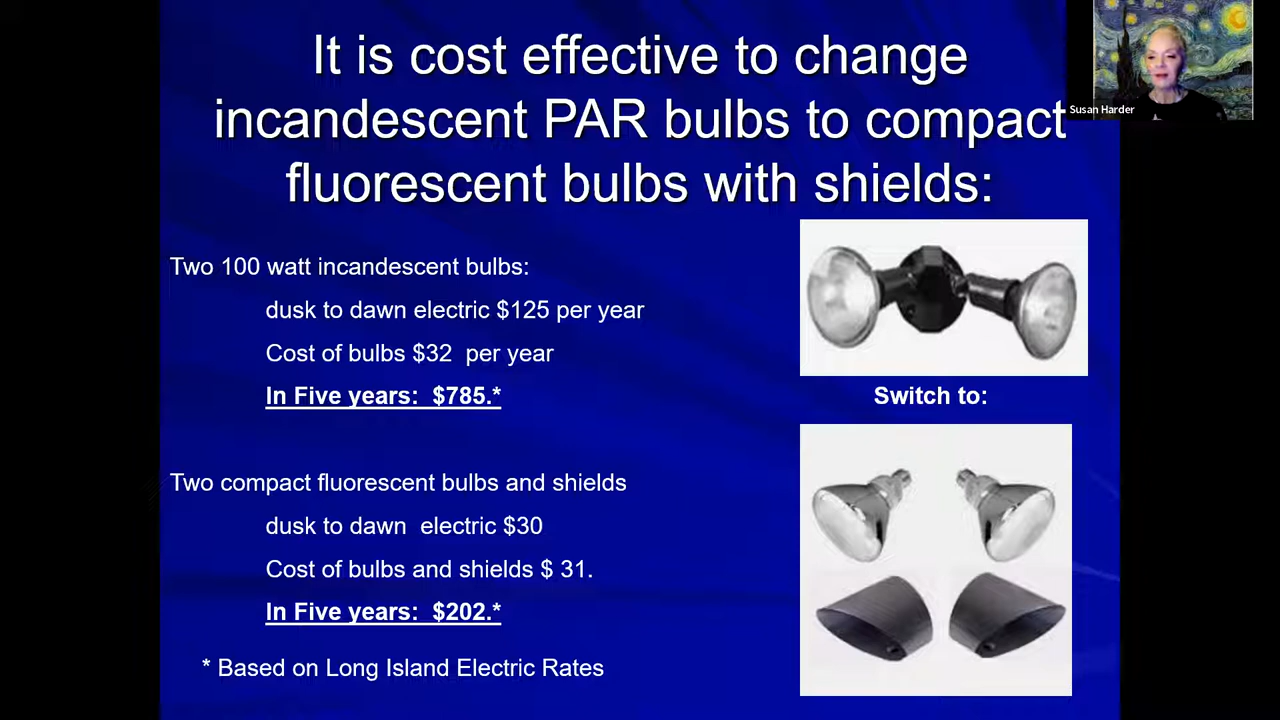 It is cost effective to change
incandescent PAR bulbs to compact
fluorescent bulbs with shields:
Susan Harder
Two 100 watt incandescent bulbs:
dusk to dawn electric $125 per year
Cost of bulbs $32 per year
In Five years: $785.*
Switch to:
Two compact fluorescent bulbs and shields
dusk to dawn electric $30
Cost of bulbs and shields $ 31.
In Five years: $202.*
* Based on Long Island Electric Rates